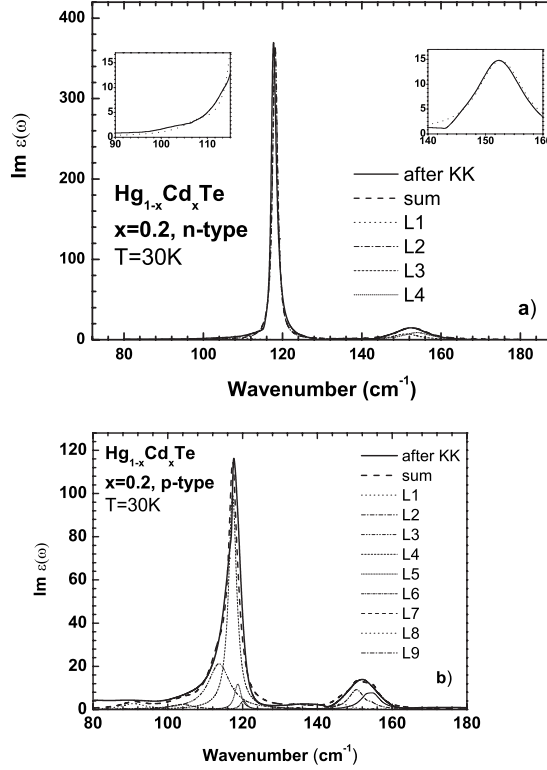 400
300
200
100
0
Im ε(ω)
15
10
5
0
90 100 110
15
10
5
0
140 150 160
Hg1-xCdxTe
x=0.2, n-type
T=30K
after KK
sum
L1
L2
L3
L4
a)
80 100 120 140 160 180
Wavenumber (cm-1)
120
100
80
60
40
20
0
Im ε(ω)
Hg1-xCdxTe
x=0.2, p-type
T=30K
after KK
sum
L1
L2
L3
L4
L5
L6
L7
L8
L9
b)
80 100 120 140 160 180
Wavenumber (cm-1)